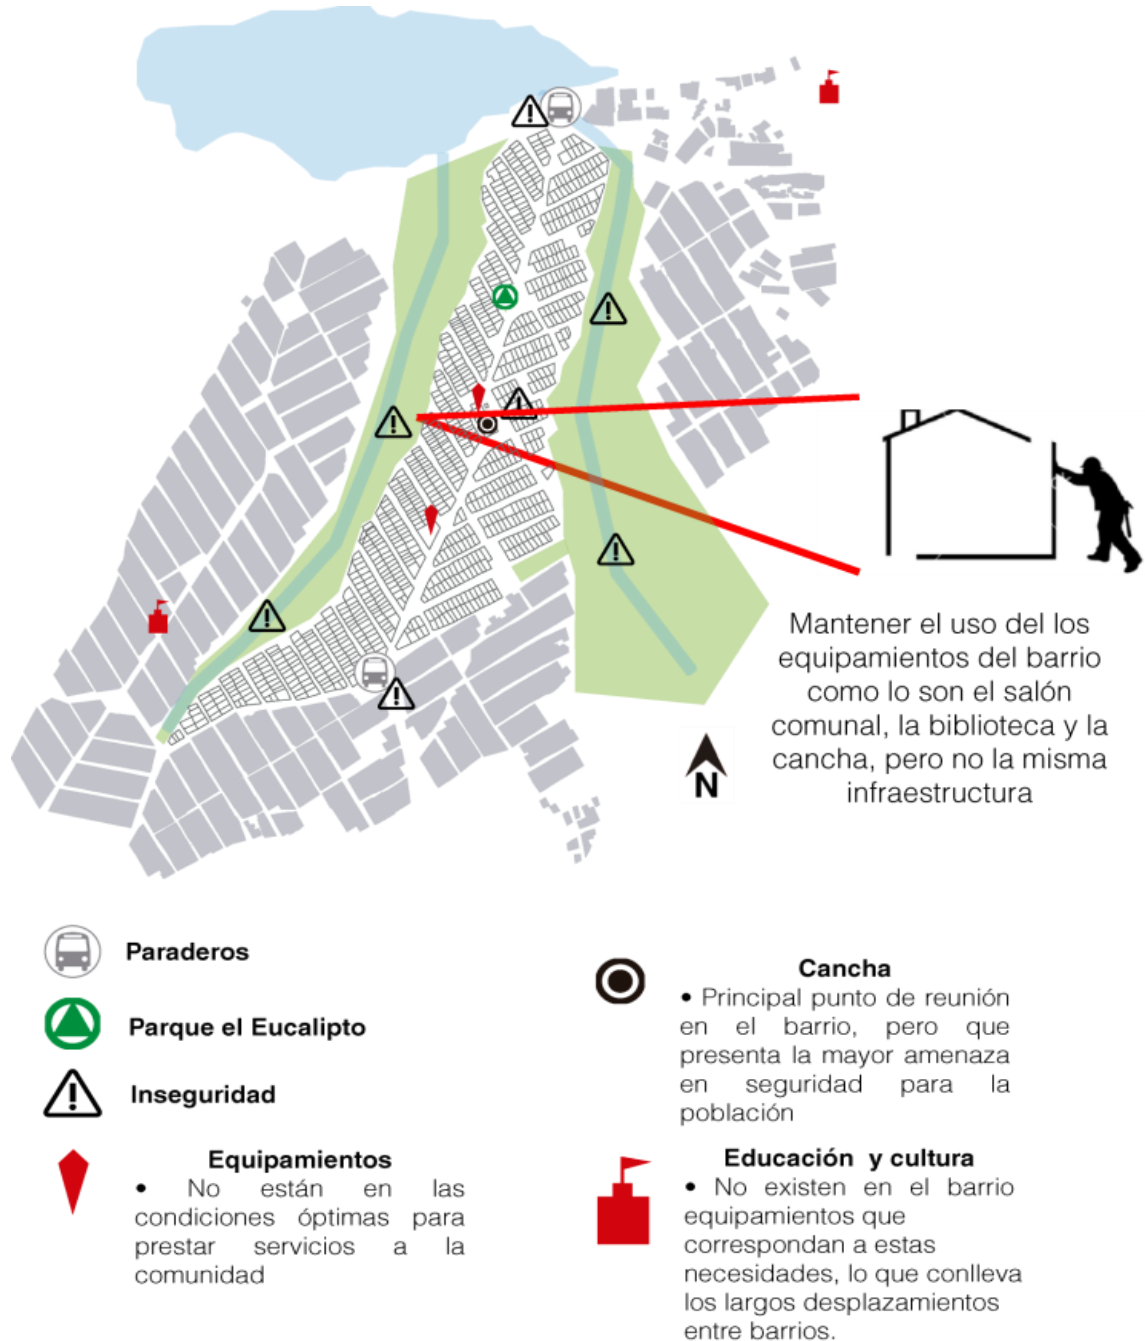 Mantener el uso del los
equipamientos del barrio
como lo son el salón
comunal, la biblioteca y la
cancha, pero no la misma
infraestructura
N
Paraderos
Parque el Eucalipto
Inseguridad
Equipamientos
• No están en las
condiciones óptimas para
prestar servicios a la
comunidad
Cancha
• Principal punto de reunión
en el barrio, pero que
presenta la mayor amenaza
en seguridad para la
población
Educación y cultura
• No existen en el barrio
equipamientos que
correspondan a estas
necesidades, lo que conlleva
los largos desplazamientos
entre barrios.